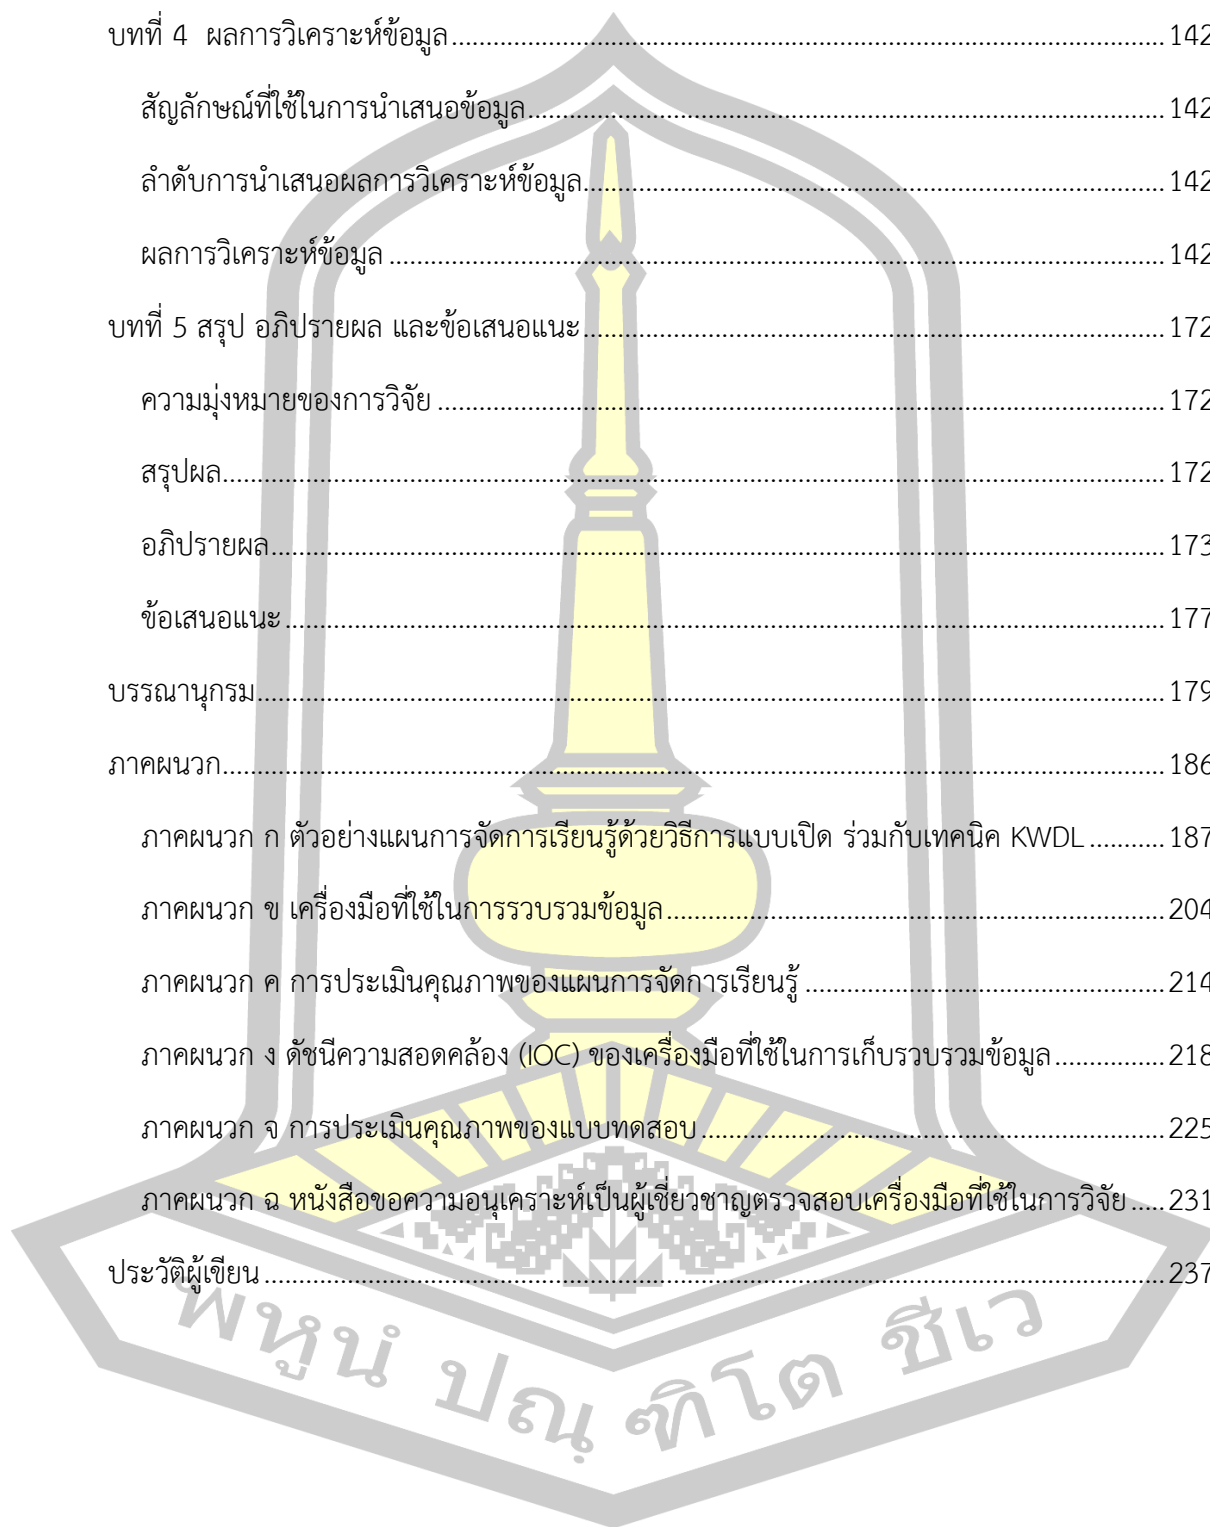 บทที่ 4 ผลการวิเคราะห์ข้อมูล.......... 142
สัญลักษณ์ที่ใช้ในการนำเสนอข้อมูล.......... 142
ลำดับการนำเสนอผลการวิเคราะห์ข้อมูล.......... 142
ผลการวิเคราะห์ข้อมูล.......... 142
บทที่ 5 สรุป อภิปรายผล และข้อเสนอแนะ.......... 172
ความมุ่งหมายของการวิจัย.......... 172
สรุปผล.......... 172
อภิปรายผล.......... 173
ข้อเสนอแนะ.......... 177
บรรณานุกรม.......... 179
ภาคผนวก.......... 186
ภาคผนวก ก ตัวอย่างแผนการจัดการเรียนรู้ด้วยวิธีการแบบเปิด ร่วมกับเทคนิค KWDL.......... 187
ภาคผนวก ข เครื่องมือที่ใช้ในการรวบรวมข้อมูล.......... 204
ภาคผนวก ค การประเมินคุณภาพของแผนการจัดการเรียนรู้.......... 214
ภาคผนวก ง ดัชนีความสอดคล้อง (IOC) ของเครื่องมือที่ใช้ในการเก็บรวบรวมข้อมูล.......... 218
ภาคผนวก จ การประเมินคุณภาพของแบบทดสอบ.......... 225
ภาคผนวก ฉ หนังสือขอความอนุเคราะห์เป็นผู้เชี่ยวชาญตรวจสอบเครื่องมือที่ใช้ในการวิจัย..... 231
ประวัติผู้เขียน.......... 237
พหูนํ ปณฺฑิโต ชีเว